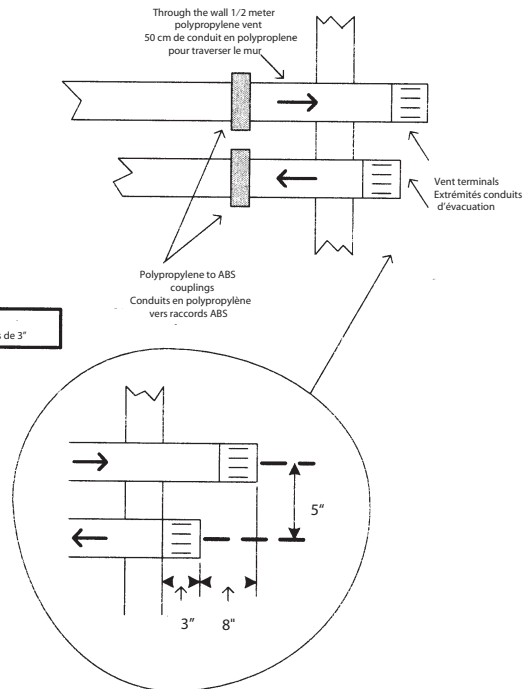 Through the wall 1/2 meter
polypropylene vent
50 cm de conduit en polyproplene
pour traverser le mur
Vent terminals
Extrémités conduits
d'évacuation
Polypropylene to ABS
couplings
Conduits en polypropylène
vers raccords ABS
de 3"
5"
3" 8"